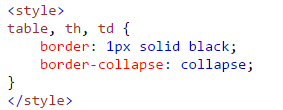 <style>
table, th, td {
    border: 1px solid black;
    border-collapse: collapse;
}
</style>